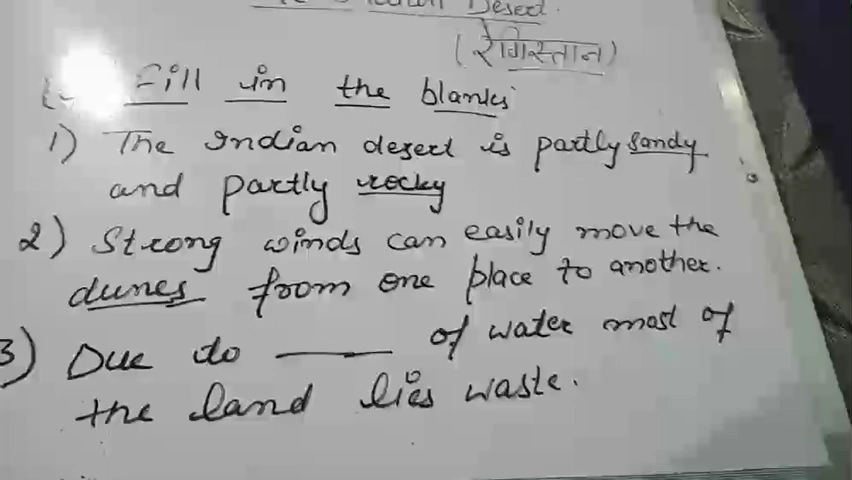 Desert.
(रेगिस्तान)
Fill in the blanks
1) The Indian desert is partly sandy
and partly rocky
2) Strong winds can easily move the
dunes from one place to another.
3) Due to ____ of water most of
the land lies waste.